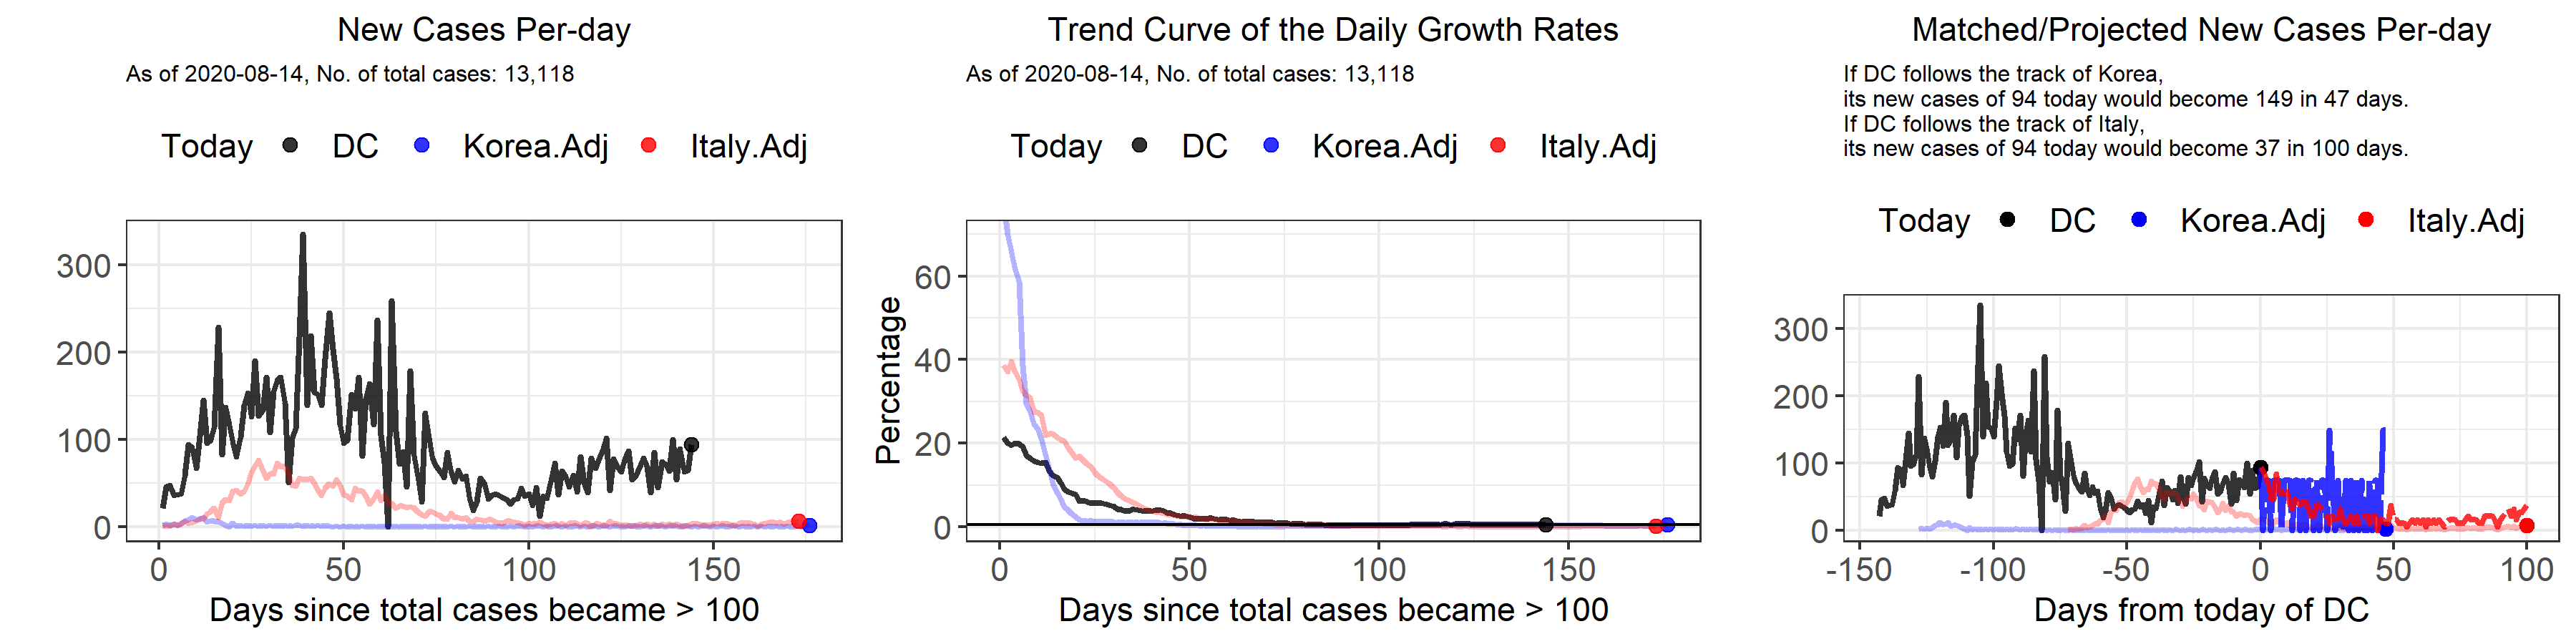 New Cases Per-day
As of 2020-08-14, No. of total cases: 13,118
Today DC Korea.Adj Italy.Adj
300
200
100
0
0 50 100 150
Days since total cases became > 100
Trend Curve of the Daily Growth Rates
As of 2020-08-14, No. of total cases: 13,118
Today DC Korea.Adj Italy.Adj
Percentage
60
40
20
0
0 50 100 150
Days since total cases became > 100
Matched/Projected New Cases Per-day
If DC follows the track of Korea,
its new cases of 94 today would become 149 in 47 days.
If DC follows the track of Italy,
its new cases of 94 today would become 37 in 100 days.
Today DC Korea.Adj Italy.Adj
300
200
100
0
-150 -100 -50 0 50 100
Days from today of DC